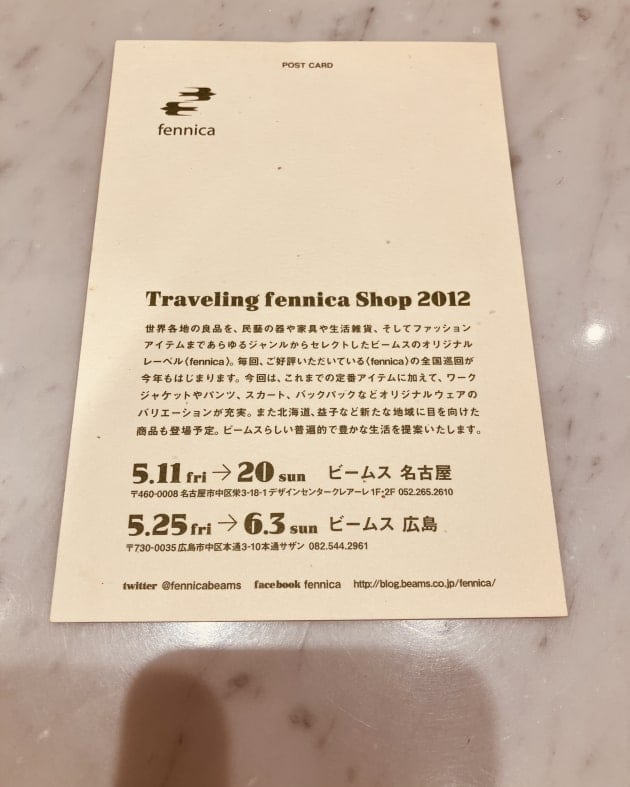 POST CARD
fennica
Traveling fennica Shop 2012
世界各地の良品を、民藝の器や家具や生活雑貨、そしてファッション
アイテムまであらゆるジャンルからセレクトしたビームスのオリジナル
レーベル〈fennica〉。毎回、ご好評いただいている〈fennica〉の全国巡回が
今年もはじまります。今回は、これまでの定番アイテムに加えて、ワーク
ジャケットやパンツ、スカート、バックパックなどオリジナルウェアの
バリエーションが充実。また北海道、益子など新たな地域に目を向けた
商品も登場予定。ビームスらしい普遍的で豊かな生活を提案いたします。
5.11 fri → 20 sun ビームス 名古屋
〒460-0008 名古屋市中区栄3-18-1 デザインセンタークレアーレ1F・2F 052.265.2610
5.25 fri → 6.3 sun ビームス 広島
〒730-0035 広島市中区本通3-10本通サザン 082.544.2961
twitter @fennicabeams facebook fennica http://blog.beams.co.jp/fennica/